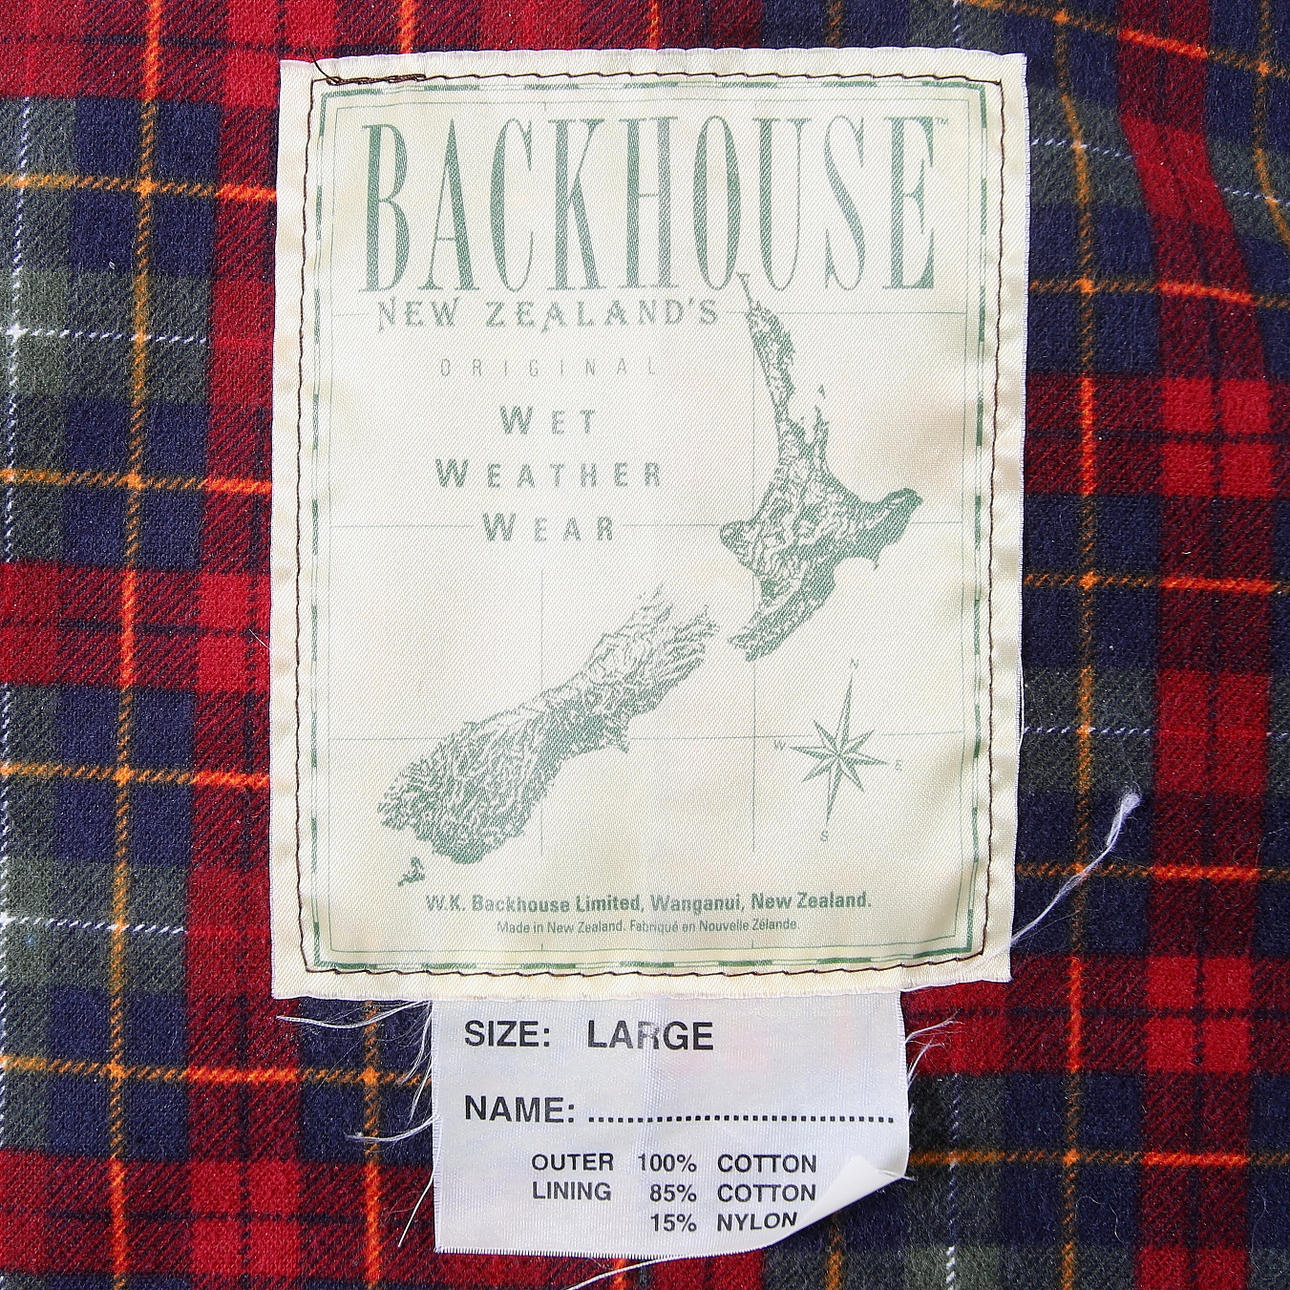 BACKHOUSE™
NEW ZEALAND'S
ORIGINAL
WET
WEATHER
WEAR
N
W
E
S
W.K. Backhouse Limited, Wanganui, New Zealand.
Made in New Zealand. Fabriqué en Nouvelle Zélande.
SIZE: LARGE
NAME: ........................................
OUTER 100% COTTON
LINING 85% COTTON
15% NYLON